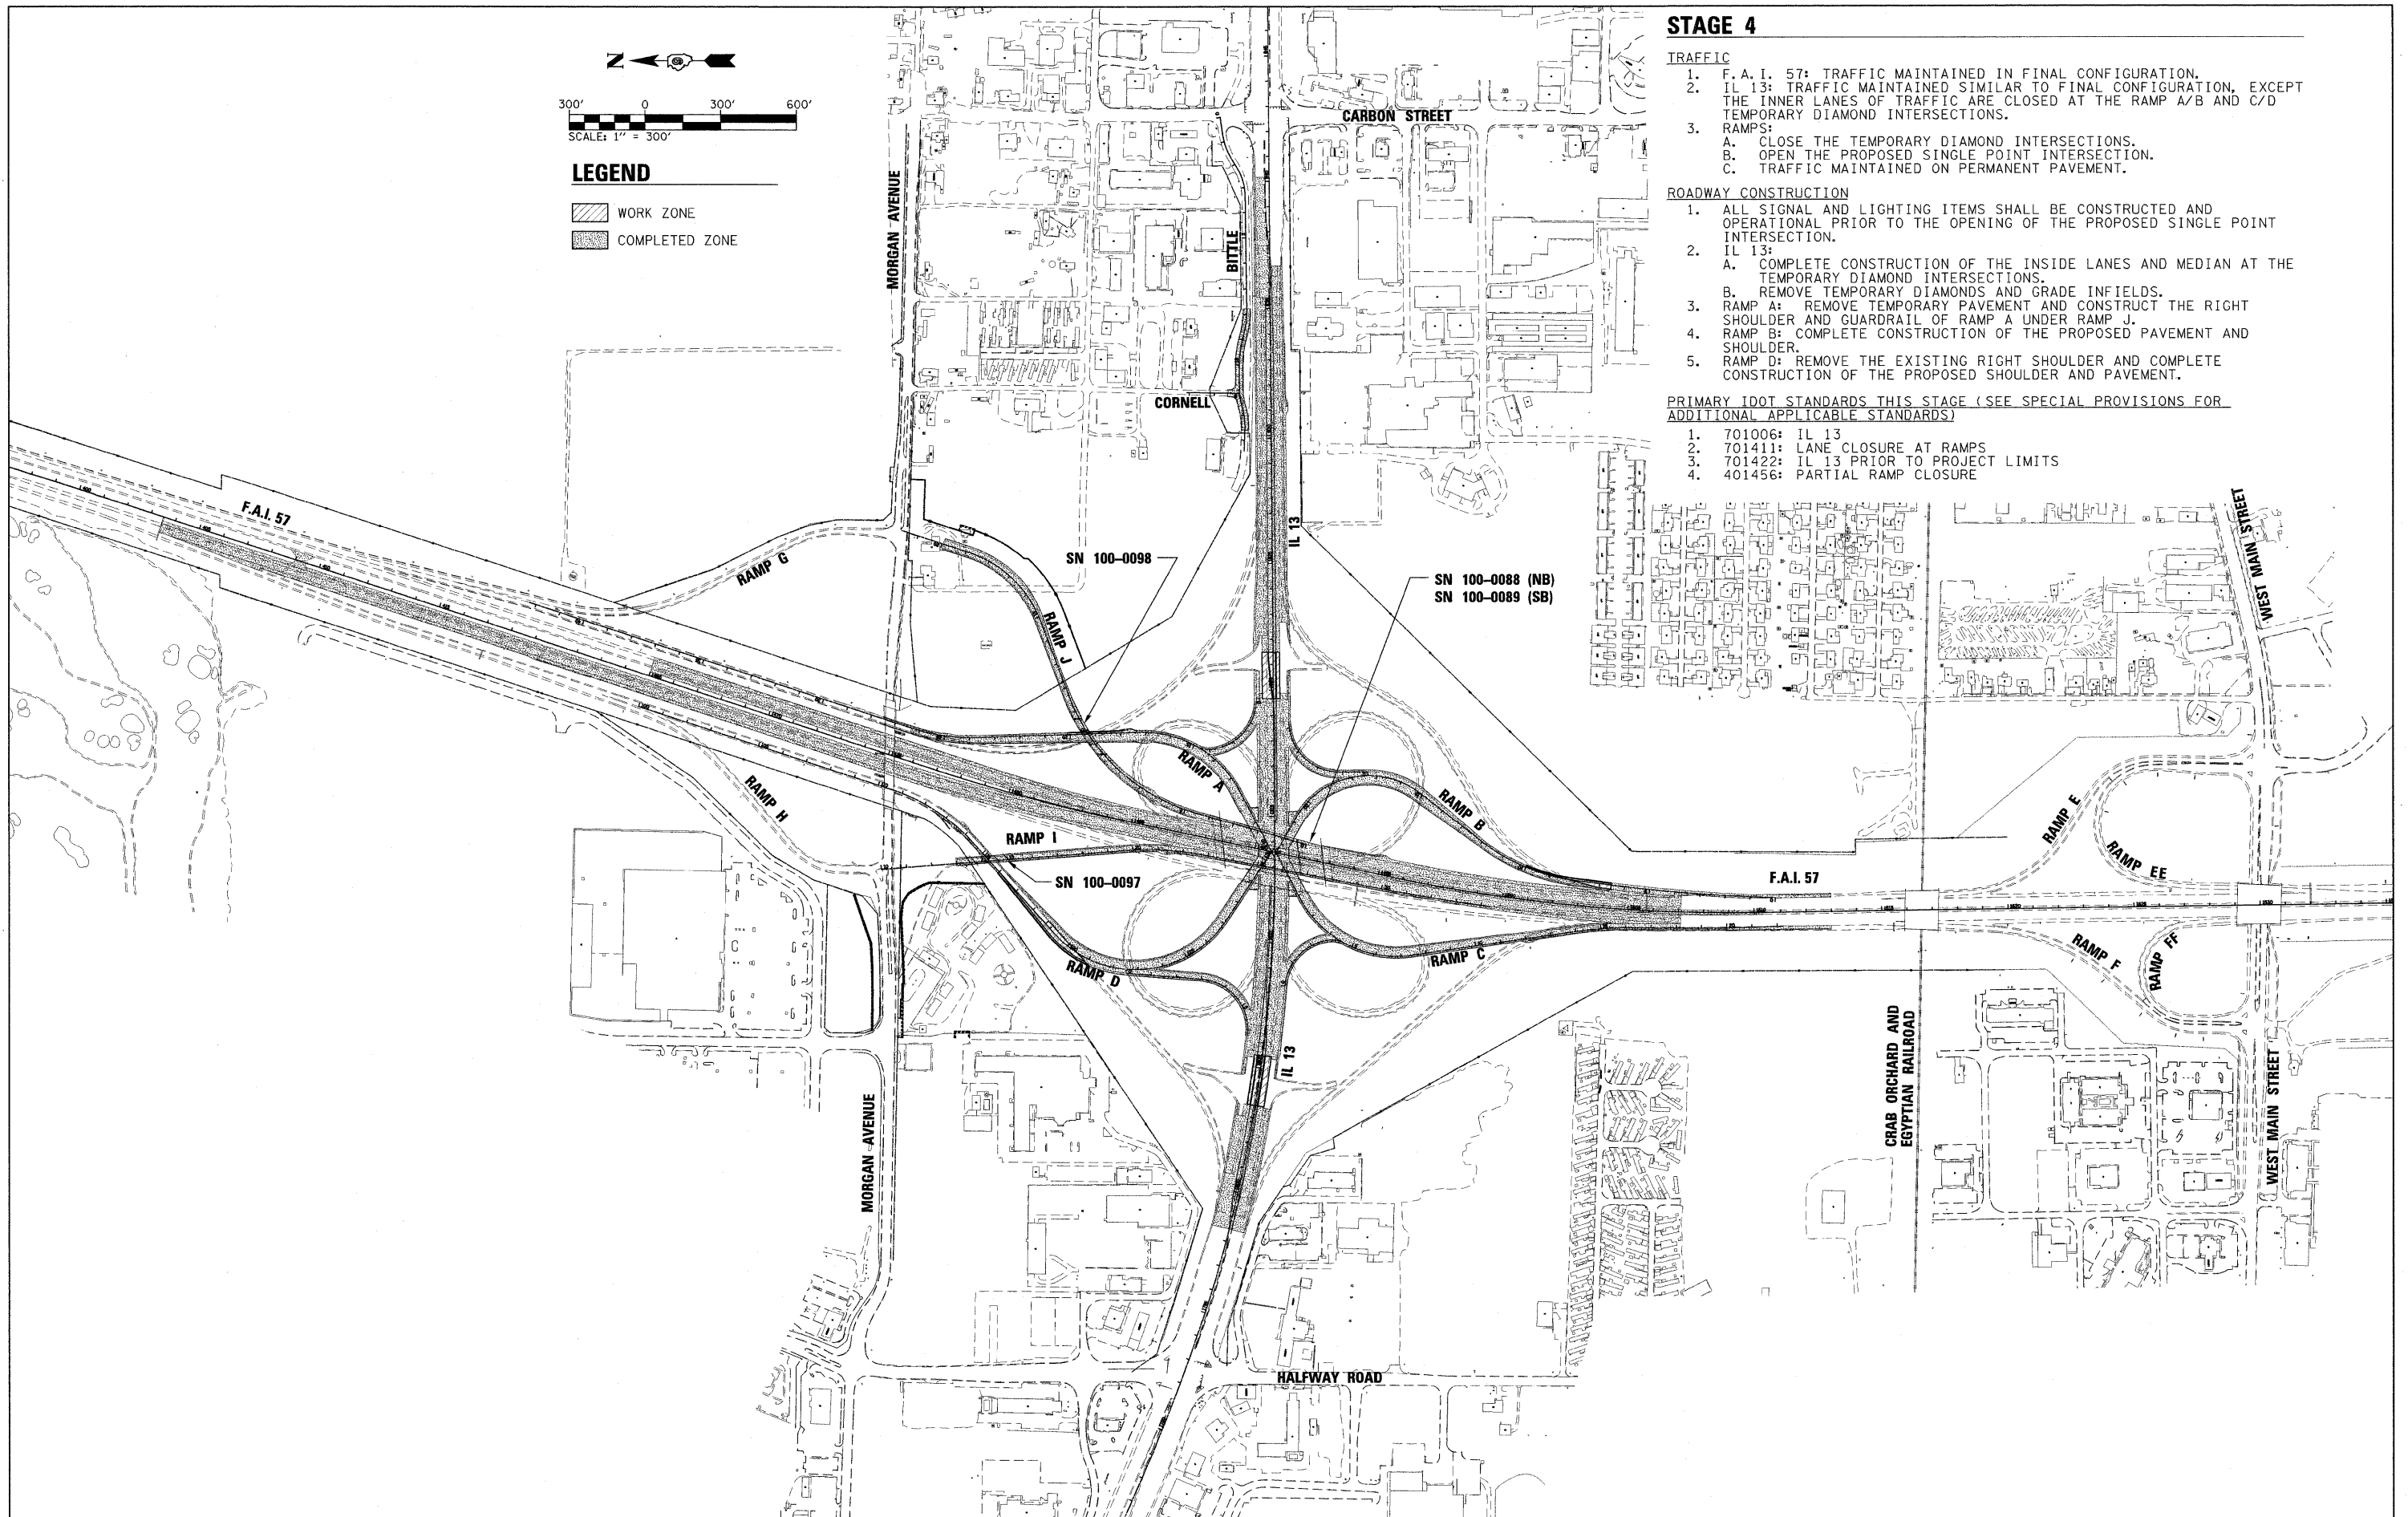 STAGE 4
TRAFFIC
1. F.A.I. 57: TRAFFIC MAINTAINED IN FINAL CONFIGURATION.
2. IL 13: TRAFFIC MAINTAINED SIMILAR TO FINAL CONFIGURATION, EXCEPT
THE INNER LANES OF TRAFFIC ARE CLOSED AT THE RAMP A/B AND C/D
TEMPORARY DIAMOND INTERSECTIONS.
3. RAMPS:
A. CLOSE THE TEMPORARY DIAMOND INTERSECTIONS.
B. OPEN THE PROPOSED SINGLE POINT INTERSECTION.
C. TRAFFIC MAINTAINED ON PERMANENT PAVEMENT.
ROADWAY CONSTRUCTION
1. ALL SIGNAL AND LIGHTING ITEMS SHALL BE CONSTRUCTED AND
OPERATIONAL PRIOR TO THE OPENING OF THE PROPOSED SINGLE POINT
INTERSECTION.
2. IL 13:
A. COMPLETE CONSTRUCTION OF THE INSIDE LANES AND MEDIAN AT THE
TEMPORARY DIAMOND INTERSECTIONS.
B. REMOVE TEMPORARY DIAMONDS AND GRADE INFIELDS.
3. RAMP A: REMOVE TEMPORARY PAVEMENT AND CONSTRUCT THE RIGHT
SHOULDER AND GUARDRAIL OF RAMP A UNDER RAMP J.
4. RAMP B: COMPLETE CONSTRUCTION OF THE PROPOSED PAVEMENT AND
SHOULDER.
5. RAMP D: REMOVE THE EXISTING RIGHT SHOULDER AND COMPLETE
CONSTRUCTION OF THE PROPOSED SHOULDER AND PAVEMENT.
PRIMARY IDOT STANDARDS THIS STAGE (SEE SPECIAL PROVISIONS FOR
ADDITIONAL APPLICABLE STANDARDS)
1. 701006: IL 13
2. 701411: LANE CLOSURE AT RAMPS
3. 701422: IL 13 PRIOR TO PROJECT LIMITS
4. 401456: PARTIAL RAMP CLOSURE
N
300' 0 300' 600'
SCALE: 1" = 300'
LEGEND
WORK ZONE
COMPLETED ZONE
CARBON STREET
MORGAN AVENUE
BITTLE
CORNELL
IL 13
F.A.I. 57
RAMP G
SN 100-0098
SN 100-0088 (NB)
SN 100-0089 (SB)
WEST MAIN STREET
RAMP J
RAMP A
RAMP B
RAMP H
RAMP I
SN 100-0097
RAMP D
RAMP C
F.A.I. 57
RAMP E
RAMP EE
RAMP F
RAMP FF
IL 13
CRAB ORCHARD AND
EGYPTIAN RAILROAD
WEST MAIN STREET
MORGAN AVENUE
HALFWAY ROAD